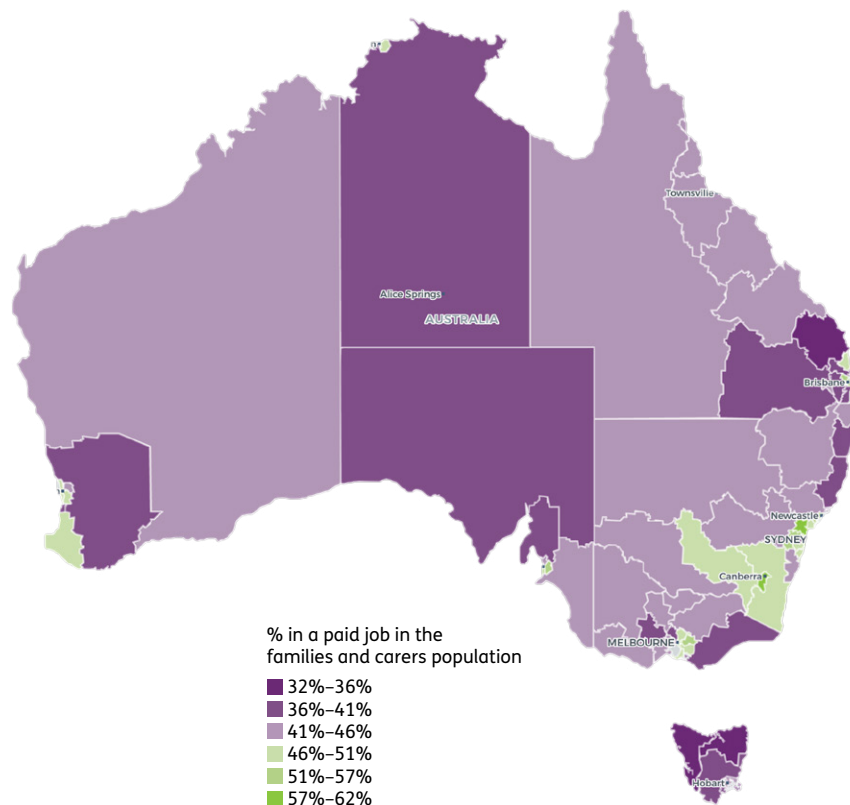 Townsville
Alice Springs
AUSTRALIA
Brisbane
Newcastle
SYDNEY
Canberra
MELBOURNE
% in a paid job in the
families and carers population
32%–36%
36%–41%
41%–46%
46%–51%
51%–57%
57%–62%
Hobart